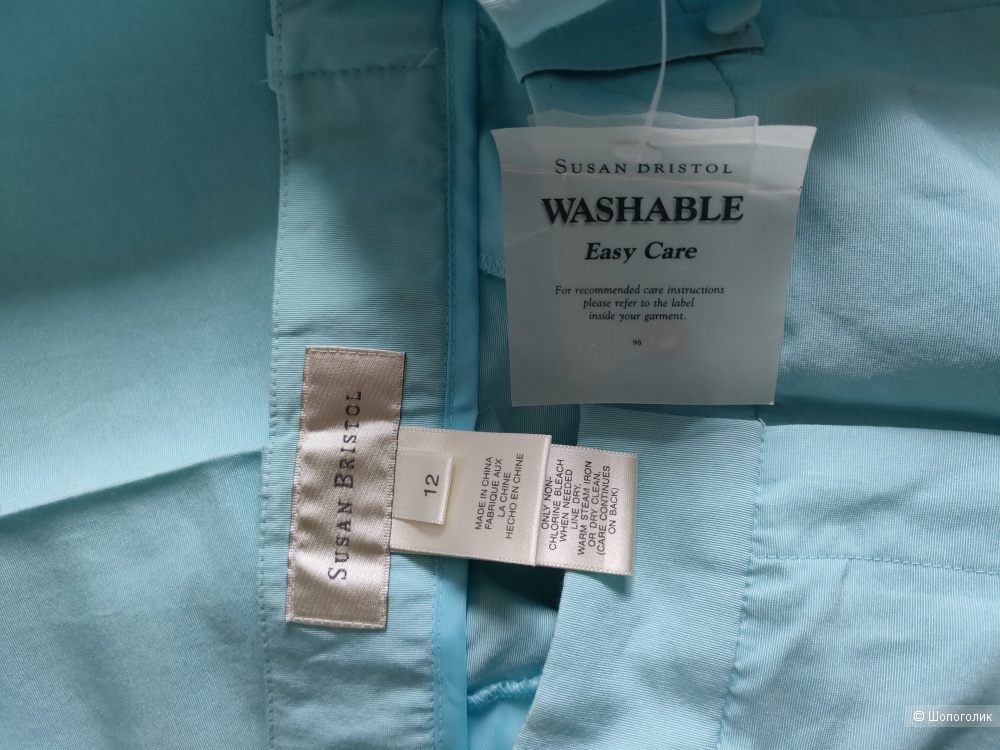 SUSAN BRISTOL
WASHABLE
Easy Care
For recommended care instructions
please refer to the label
inside your garment.
96
SUSAN BRISTOL
12
MADE IN CHINA
FABRIQUE AUX
LA CHINE
HECHO EN CHINE
ONLY NON-
CHLORINE BLEACH
WHEN NEEDED
LINE DRY.
WARM STEAM IRON
OR DRY CLEAN.
(CARE CONTINUES
ON BACK)
© Шопоголик